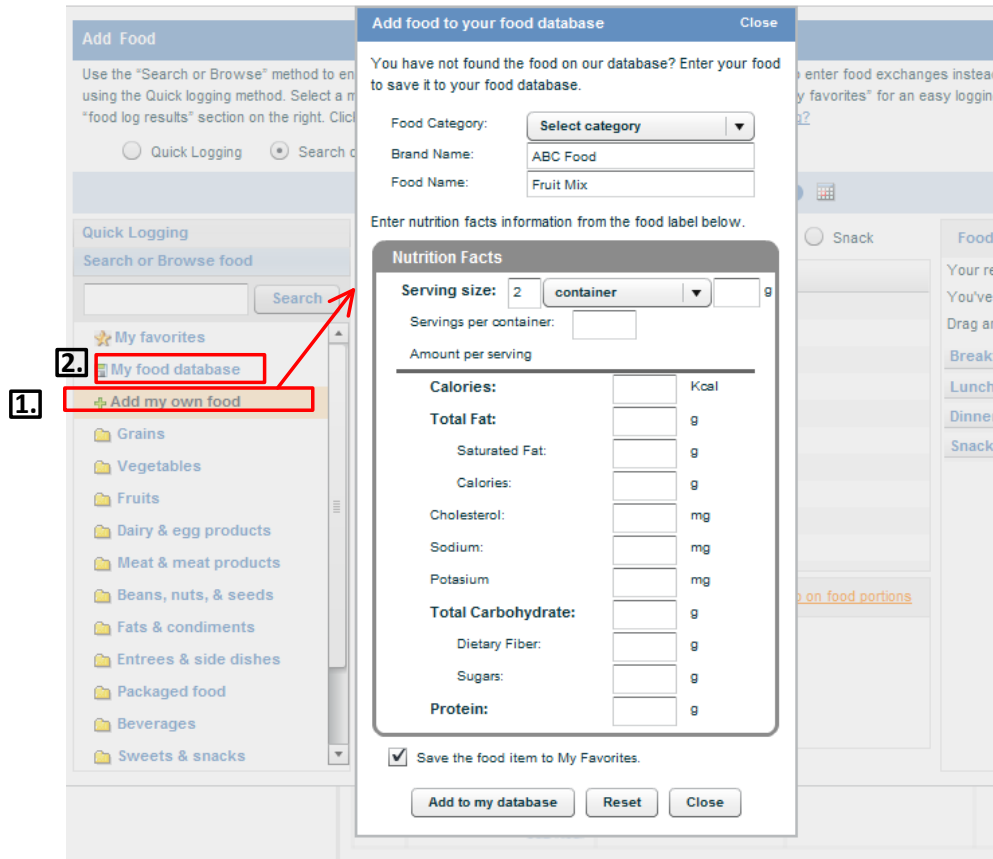 Add Food
Use the “Search or Browse” method to en
using the Quick logging method. Select a m
“food log results” section on the right. Clic
Quick Logging
Search o
Quick Logging
Search or Browse food
Search
My favorites
2.
My food database
1.
Add my own food
Grains
Vegetables
Fruits
Dairy & egg products
Meat & meat products
Beans, nuts, & seeds
Fats & condiments
Entrees & side dishes
Packaged food
Beverages
Sweets & snacks
Add food to your food database
Close
You have not found the food on our database? Enter your food
to save it to your food database.
Food Category:
Select category
Brand Name:
ABC Food
Food Name:
Fruit Mix
Enter nutrition facts information from the food label below.
Nutrition Facts
Serving size: 2 container g
Servings per container:
Amount per serving
Calories: Kcal
Total Fat: g
Saturated Fat: g
Calories: g
Cholesterol: mg
Sodium: mg
Potasium mg
Total Carbohydrate: g
Dietary Fiber: g
Sugars: g
Protein: g
Save the food item to My Favorites.
Add to my database
Reset
Close
enter food exchanges instead
y favorites” for an easy loggin
g?
Snack
on food portions
Food
Your re
You've
Drag an
Break
Lunch
Dinne
Snack